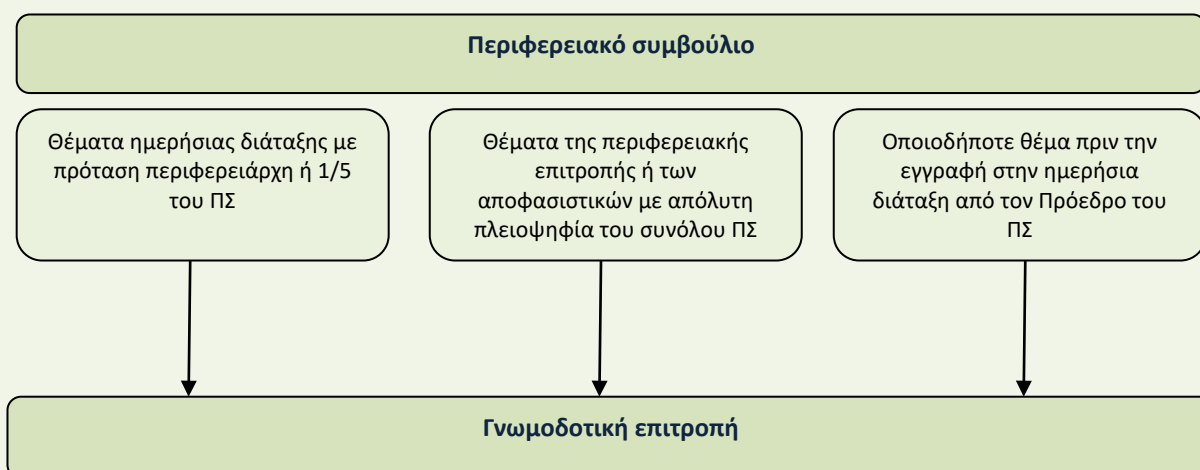 Περιφερειακό συμβούλιο
Θέματα ημερήσιας διάταξης με
πρόταση περιφερειάρχη ή 1/5
του ΠΣ
Θέματα της περιφερειακής
επιτροπής ή των
αποφασιστικών με απόλυτη
πλειοψηφία του συνόλου ΠΣ
Οποιοδήποτε θέμα πριν την
εγγραφή στην ημερήσια
διάταξη από τον Πρόεδρο του
ΠΣ
Γνωμοδοτική επιτροπή